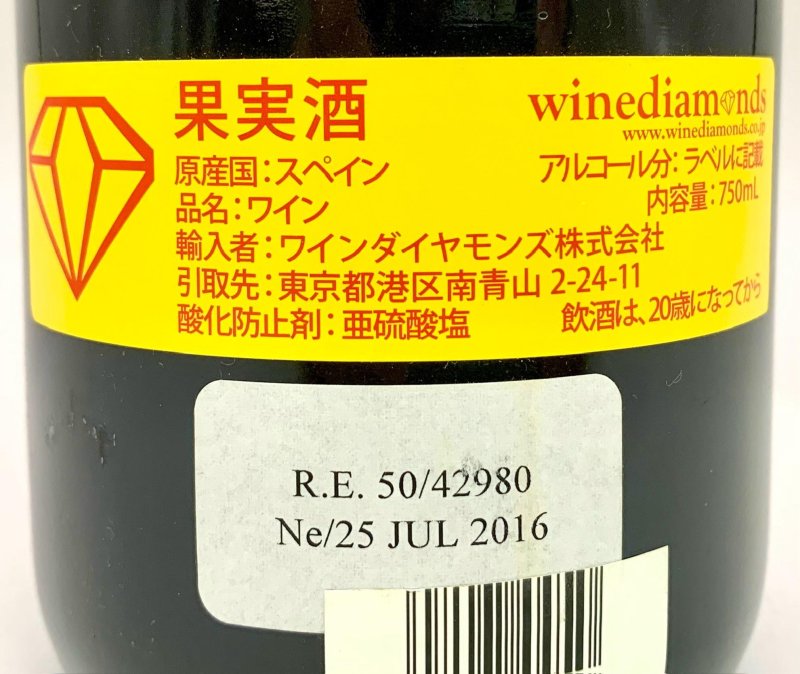 果実酒
winediamonds
www.winediamonds.co.jp
原産国：スペイン
アルコール分：ラベルに記載
品名：ワイン
内容量：750mL
輸入者：ワインダイヤモンズ株式会社
引取先：東京都港区南青山 2-24-11
酸化防止剤：亜硫酸塩
飲酒は、20歳になってから
R.E. 50/42980
Ne/25 JUL 2016